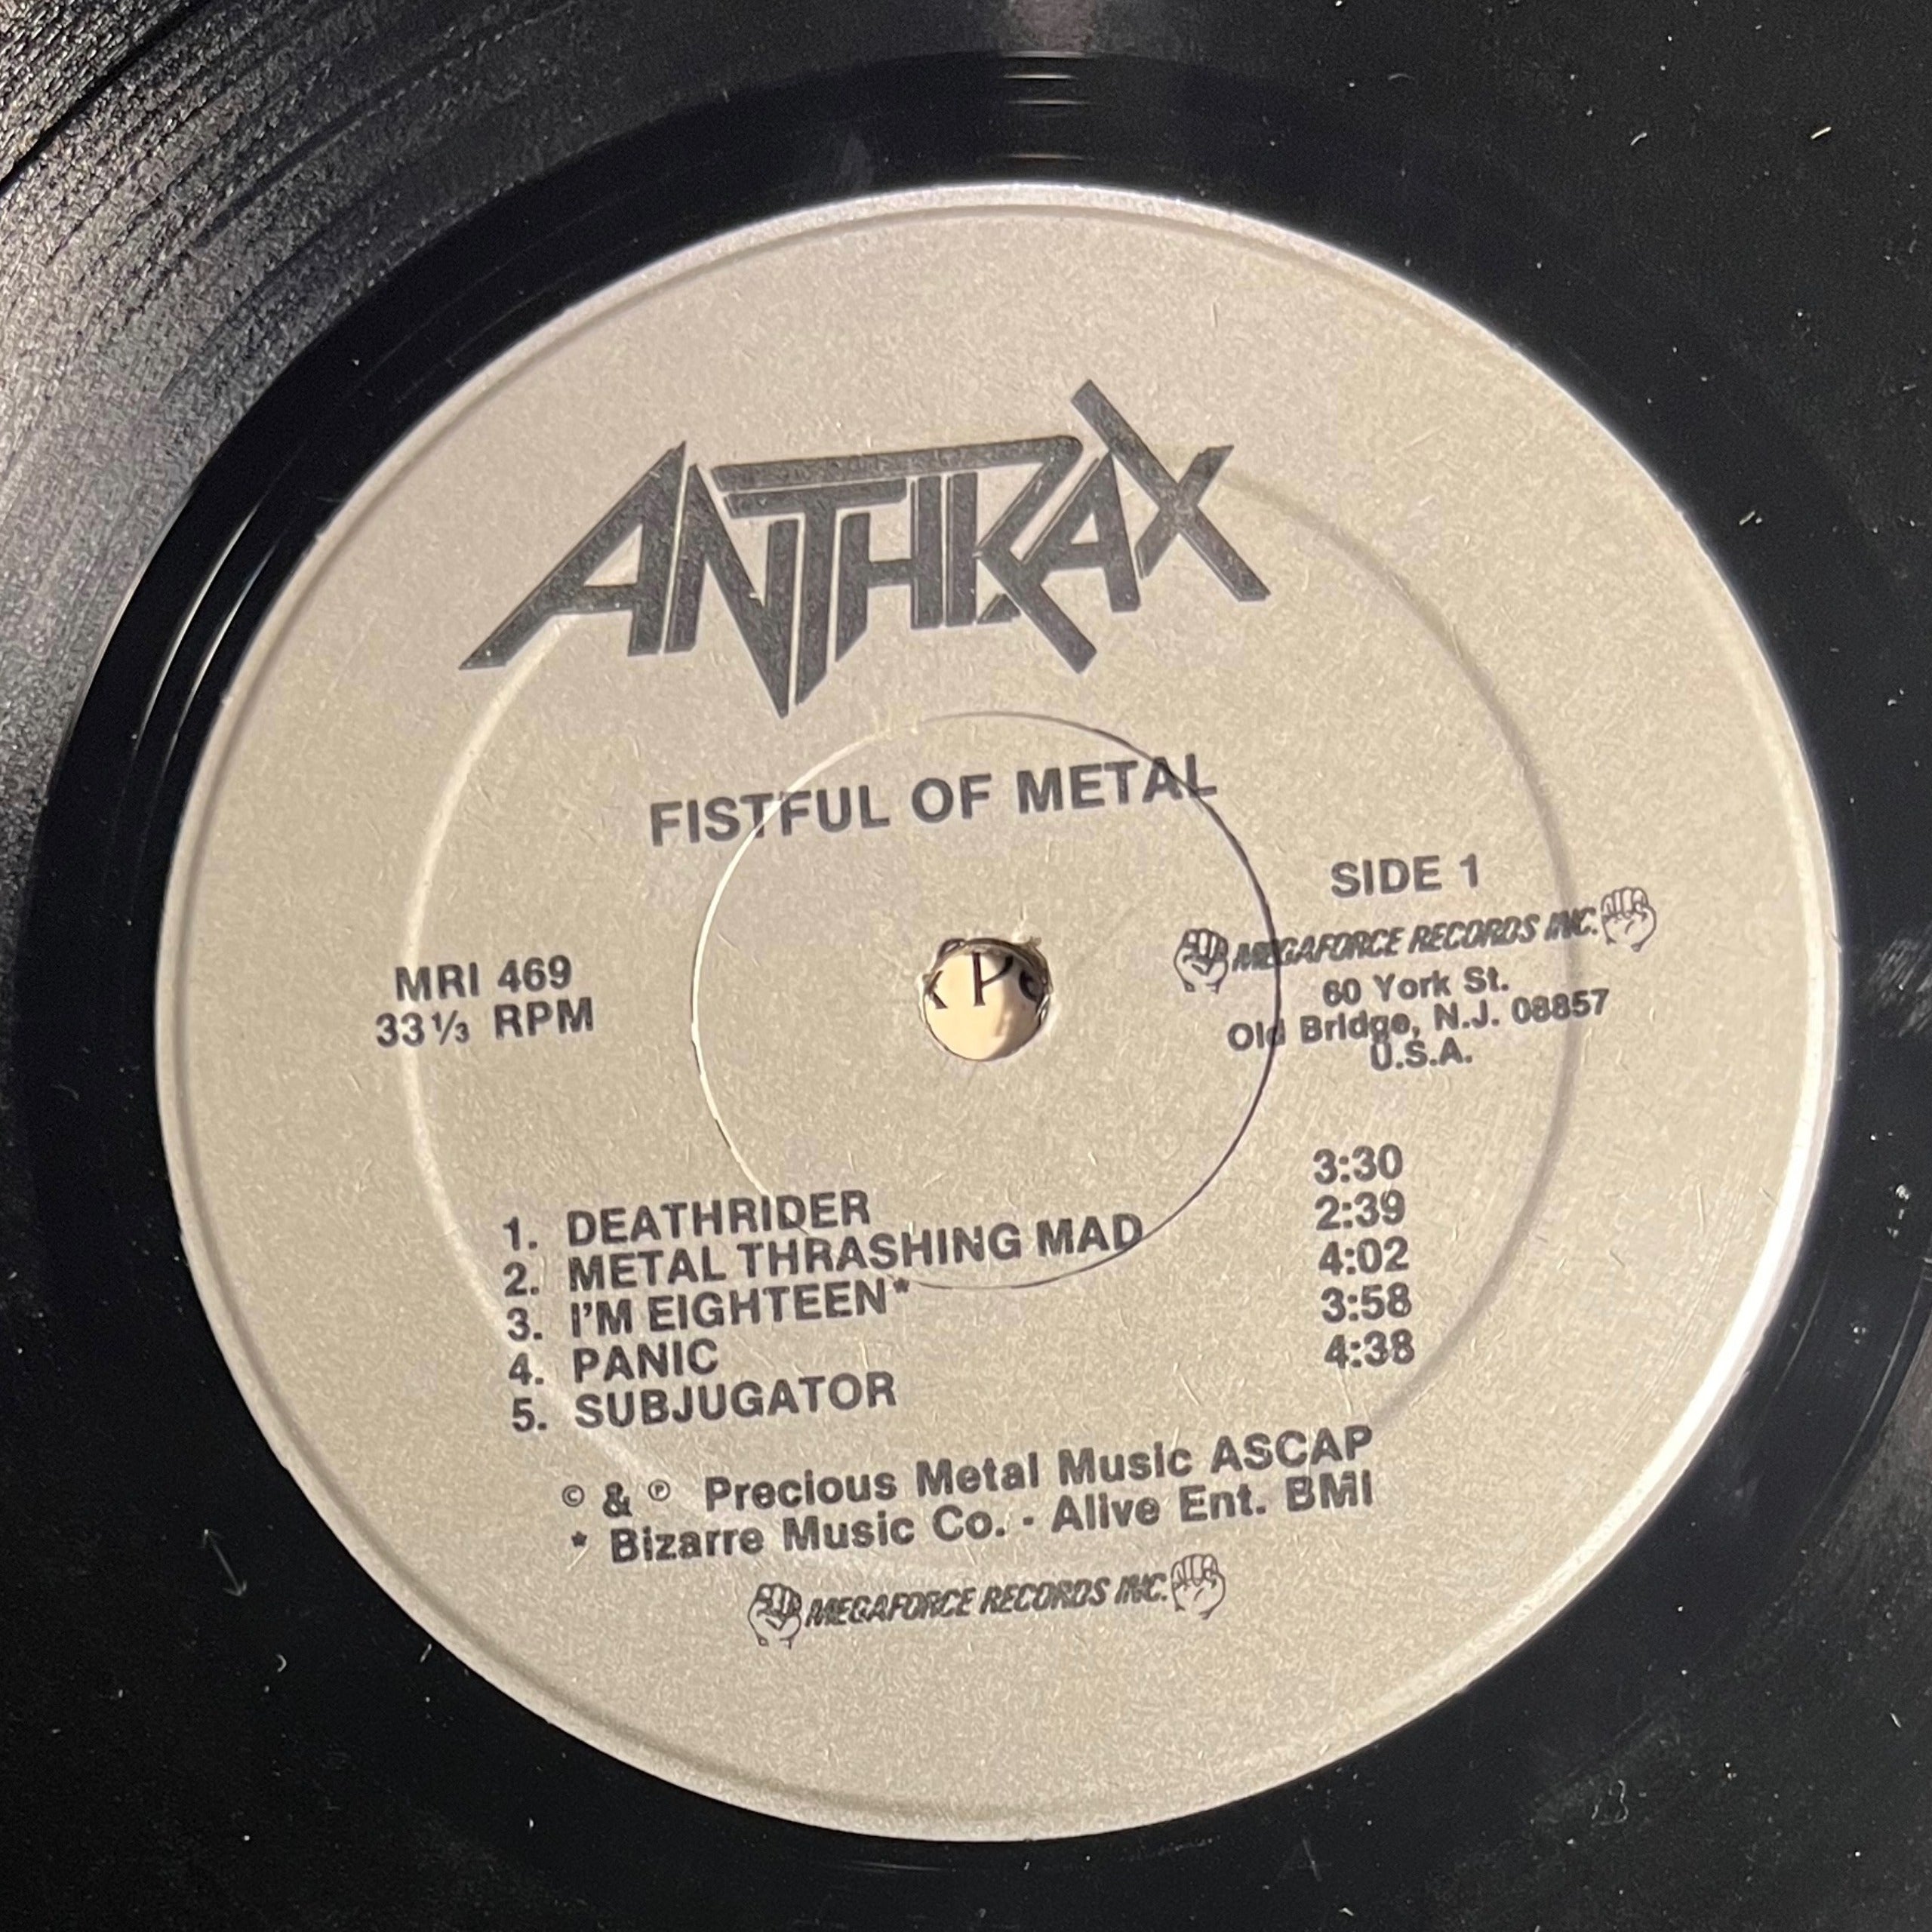 ANTHRAX
FISTFUL OF METAL
SIDE 1
MEGAFORCE RECORDS INC.
60 York St.
Old Bridge, N.J. 08857
U.S.A.
MRI 469
33⅓ RPM
1. DEATHRIDER 3:30
2. METAL THRASHING MAD 2:39
3. I'M EIGHTEEN* 4:02
4. PANIC 3:58
5. SUBJUGATOR 4:38
© & ℗ Precious Metal Music ASCAP
* Bizarre Music Co. - Alive Ent. BMI
MEGAFORCE RECORDS INC.